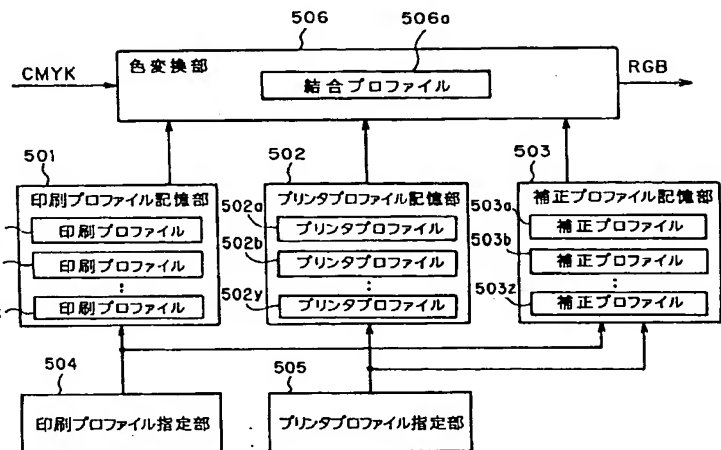 506
506a
CMYK
色変換部
結合プロファイル
RGB
501
502
503
印刷プロファイル記憶部
プリンタプロファイル記憶部
補正プロファイル記憶部
印刷プロファイル
502a
プリンタプロファイル
503a
補正プロファイル
印刷プロファイル
502b
プリンタプロファイル
503b
補正プロファイル
印刷プロファイル
502y
プリンタプロファイル
503z
補正プロファイル
504
505
印刷プロファイル指定部
プリンタプロファイル指定部